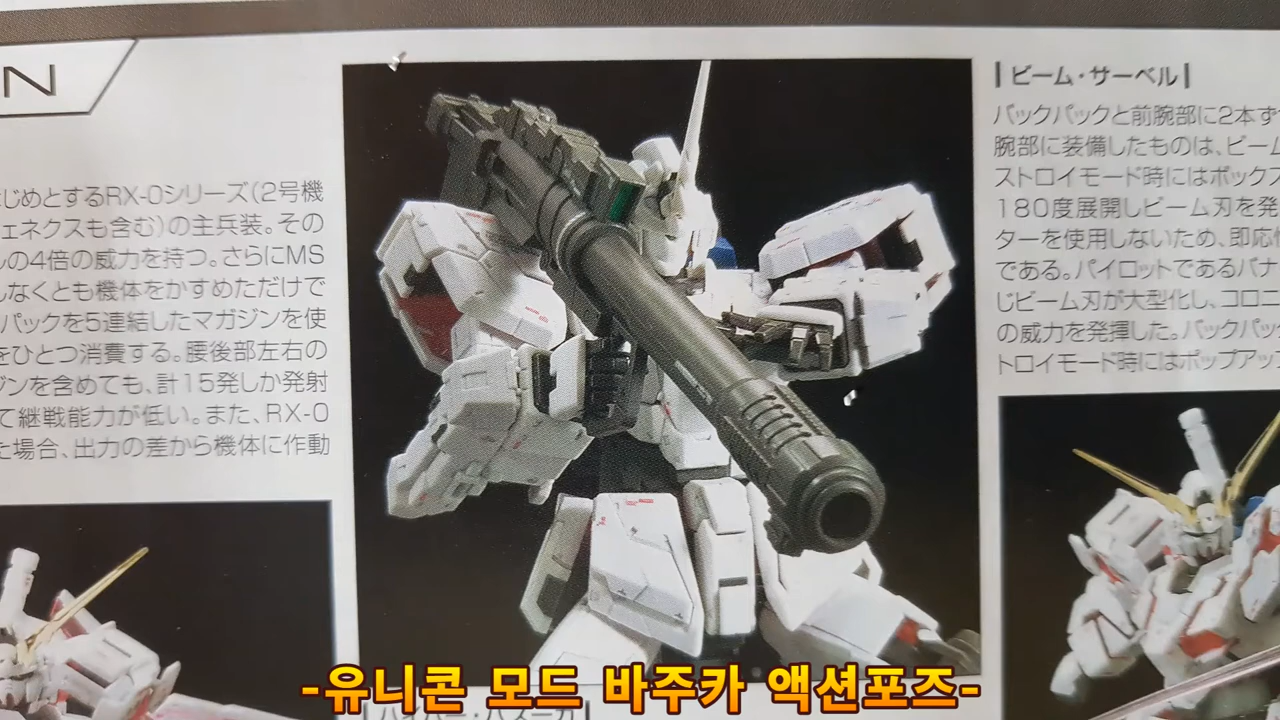 N
じめとするRX-0シリーズ（2号機
ェネクスも含む）の主兵装。その
の4倍の威力を持つ。さらにMS
なくとも機体をかすめただけで
パックを5連結したマガジンを使
をひとつ消費する。腰後部左右の
ジンを含めても、計15発しか発射
て継戦能力が低い。また、RX-0
た場合、出力の差から機体に作動
ビーム・サーベル
バックパックと前腕部に2本ず
腕部に装備したものは、ビーム
ストロイモード時にはボックス
180度展開しビーム刃を発
ターを使用しないため、即応性
である。パイロットであるバナ
じビーム刃が大型化し、コロニ
の威力を発揮した。バックパッ
トロイモード時にはポップアッ
ハイパー・バズーカ
-유니콘 모드 바주카 액션포즈-